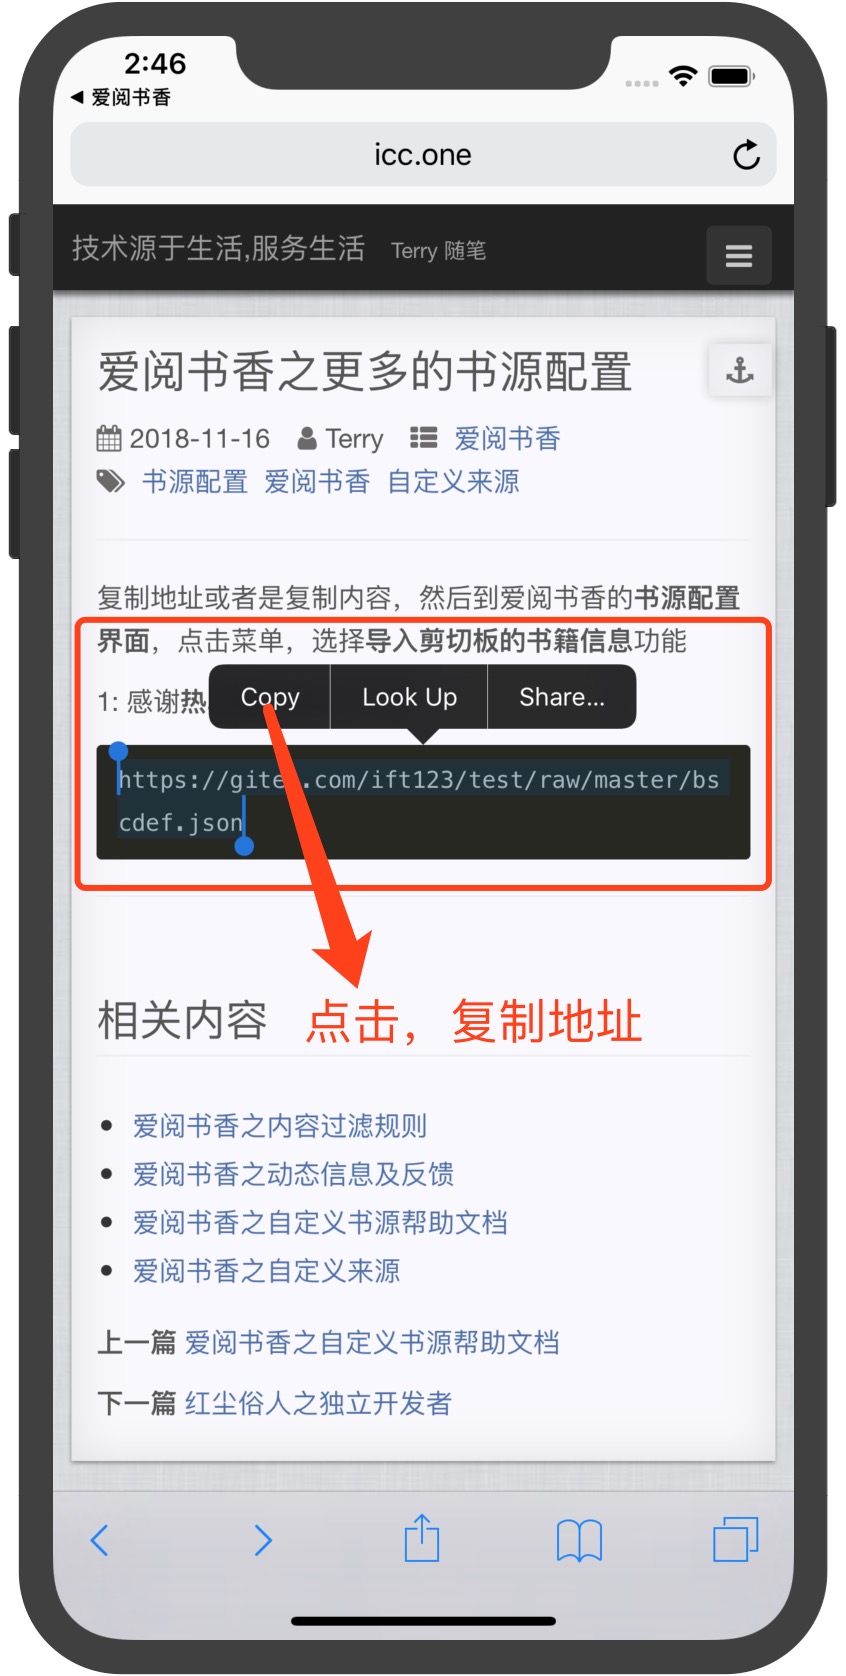 2:46
爱阅书香
icc.one
技术源于生活,服务生活 Terry 随笔
爱阅书香之更多的书源配置
2018-11-16 Terry 爱阅书香
书源配置 爱阅书香 自定义来源
复制地址或者是复制内容，然后到爱阅书香的书源配置
界面，点击菜单，选择导入剪切板的书籍信息功能
Copy Look Up Share...
1: 感谢热
https://gite .com/ift123/test/raw/master/bs
cdef.json
相关内容 点击，复制地址
爱阅书香之内容过滤规则
爱阅书香之动态信息及反馈
爱阅书香之自定义书源帮助文档
爱阅书香之自定义来源
上一篇 爱阅书香之自定义书源帮助文档
下一篇 红尘俗人之独立开发者